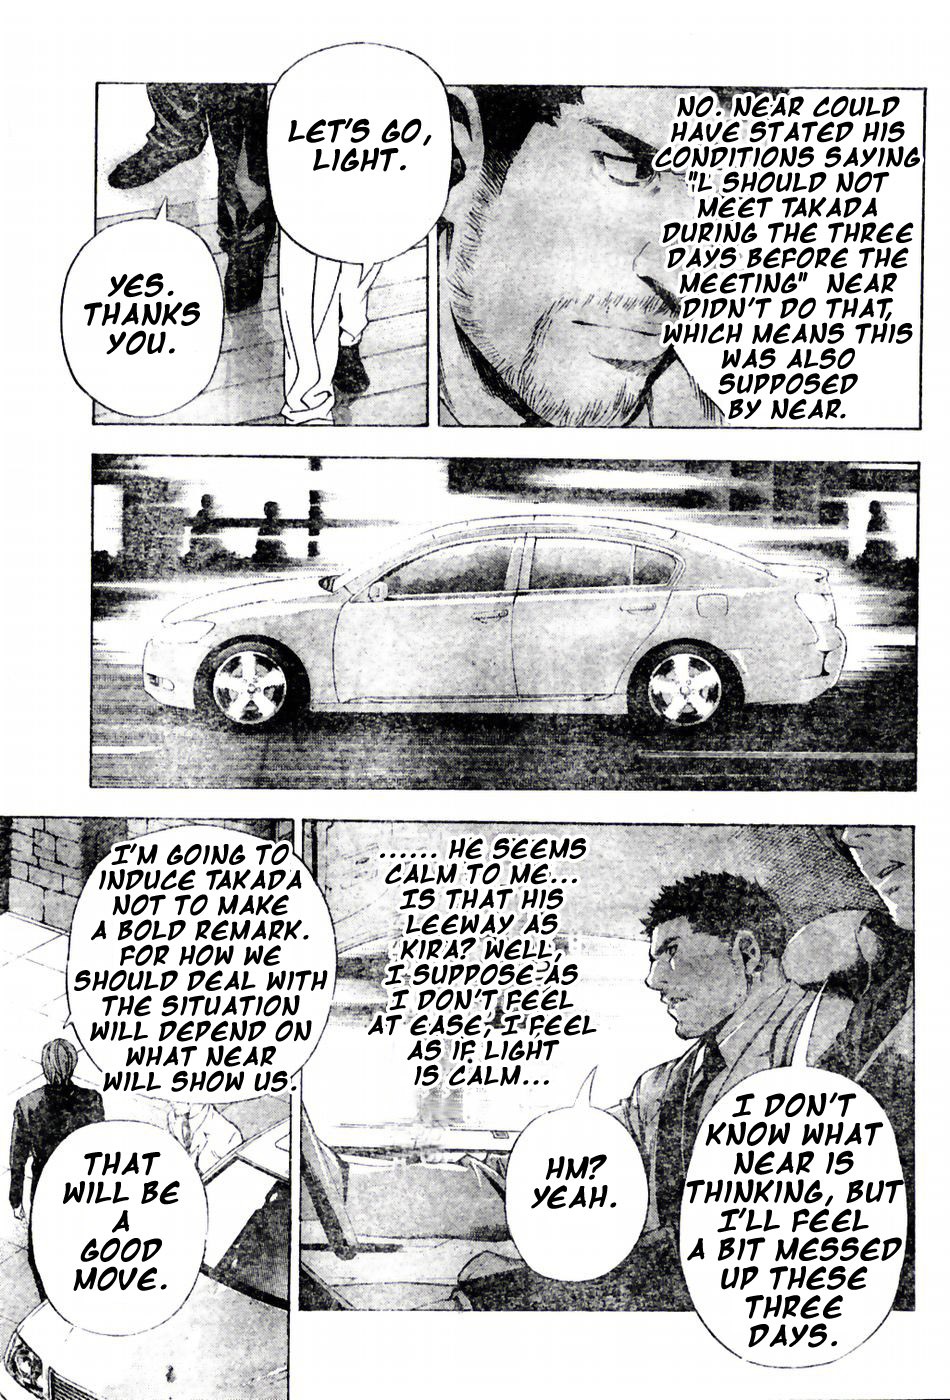 NO. NEAR COULD
HAVE STATED HIS
CONDITIONS SAYING
"L SHOULD NOT
MEET TAKADA
DURING THE THREE
DAYS BEFORE THE
MEETING" NEAR
DIDN'T DO THAT,
WHICH MEANS THIS
WAS ALSO
SUPPOSED
BY NEAR.
LET'S GO,
LIGHT.
YES.
THANKS
YOU.
I DON'T
KNOW WHAT
NEAR IS
THINKING, BUT
I'LL FEEL
A BIT MESSED
UP THESE
THREE
DAYS.
HM?
YEAH.
...... HE SEEMS
CALM TO ME...
IS THAT HIS
LEEWAY AS
KIRA? WELL,
I SUPPOSE AS
I DON'T FEEL
AT EASE, I FEEL
AS IF LIGHT
IS CALM...
I'M GOING TO
INDUCE TAKADA
NOT TO MAKE
A BOLD REMARK.
FOR HOW WE
SHOULD DEAL WITH
THE SITUATION
WILL DEPEND ON
WHAT NEAR
WILL SHOW US.
THAT
WILL BE
A
GOOD
MOVE.